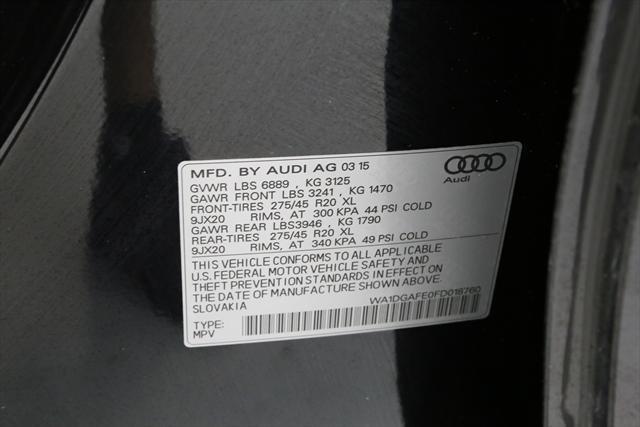 MFD. BY AUDI AG 03 15
GVWR LBS 6889 , KG 3125
GAWR FRONT LBS 3241 , KG 1470
FRONT-TIRES 275/45 R20 XL
9JX20 RIMS, AT 300 KPA 44 PSI COLD
GAWR REAR LBS3946 , KG 1790
REAR-TIRES 275/45 R20 XL
9JX20 RIMS, AT 340 KPA 49 PSI COLD
THIS VEHICLE CONFORMS TO ALL APPLICABLE
U.S. FEDERAL MOTOR VEHICLE SAFETY AND
THEFT PREVENTION STANDARDS IN EFFECT ON
THE DATE OF MANUFACTURE SHOWN ABOVE.
SLOVAKIA
WA1DGAFE0FD018760
TYPE:
MPV
Audi